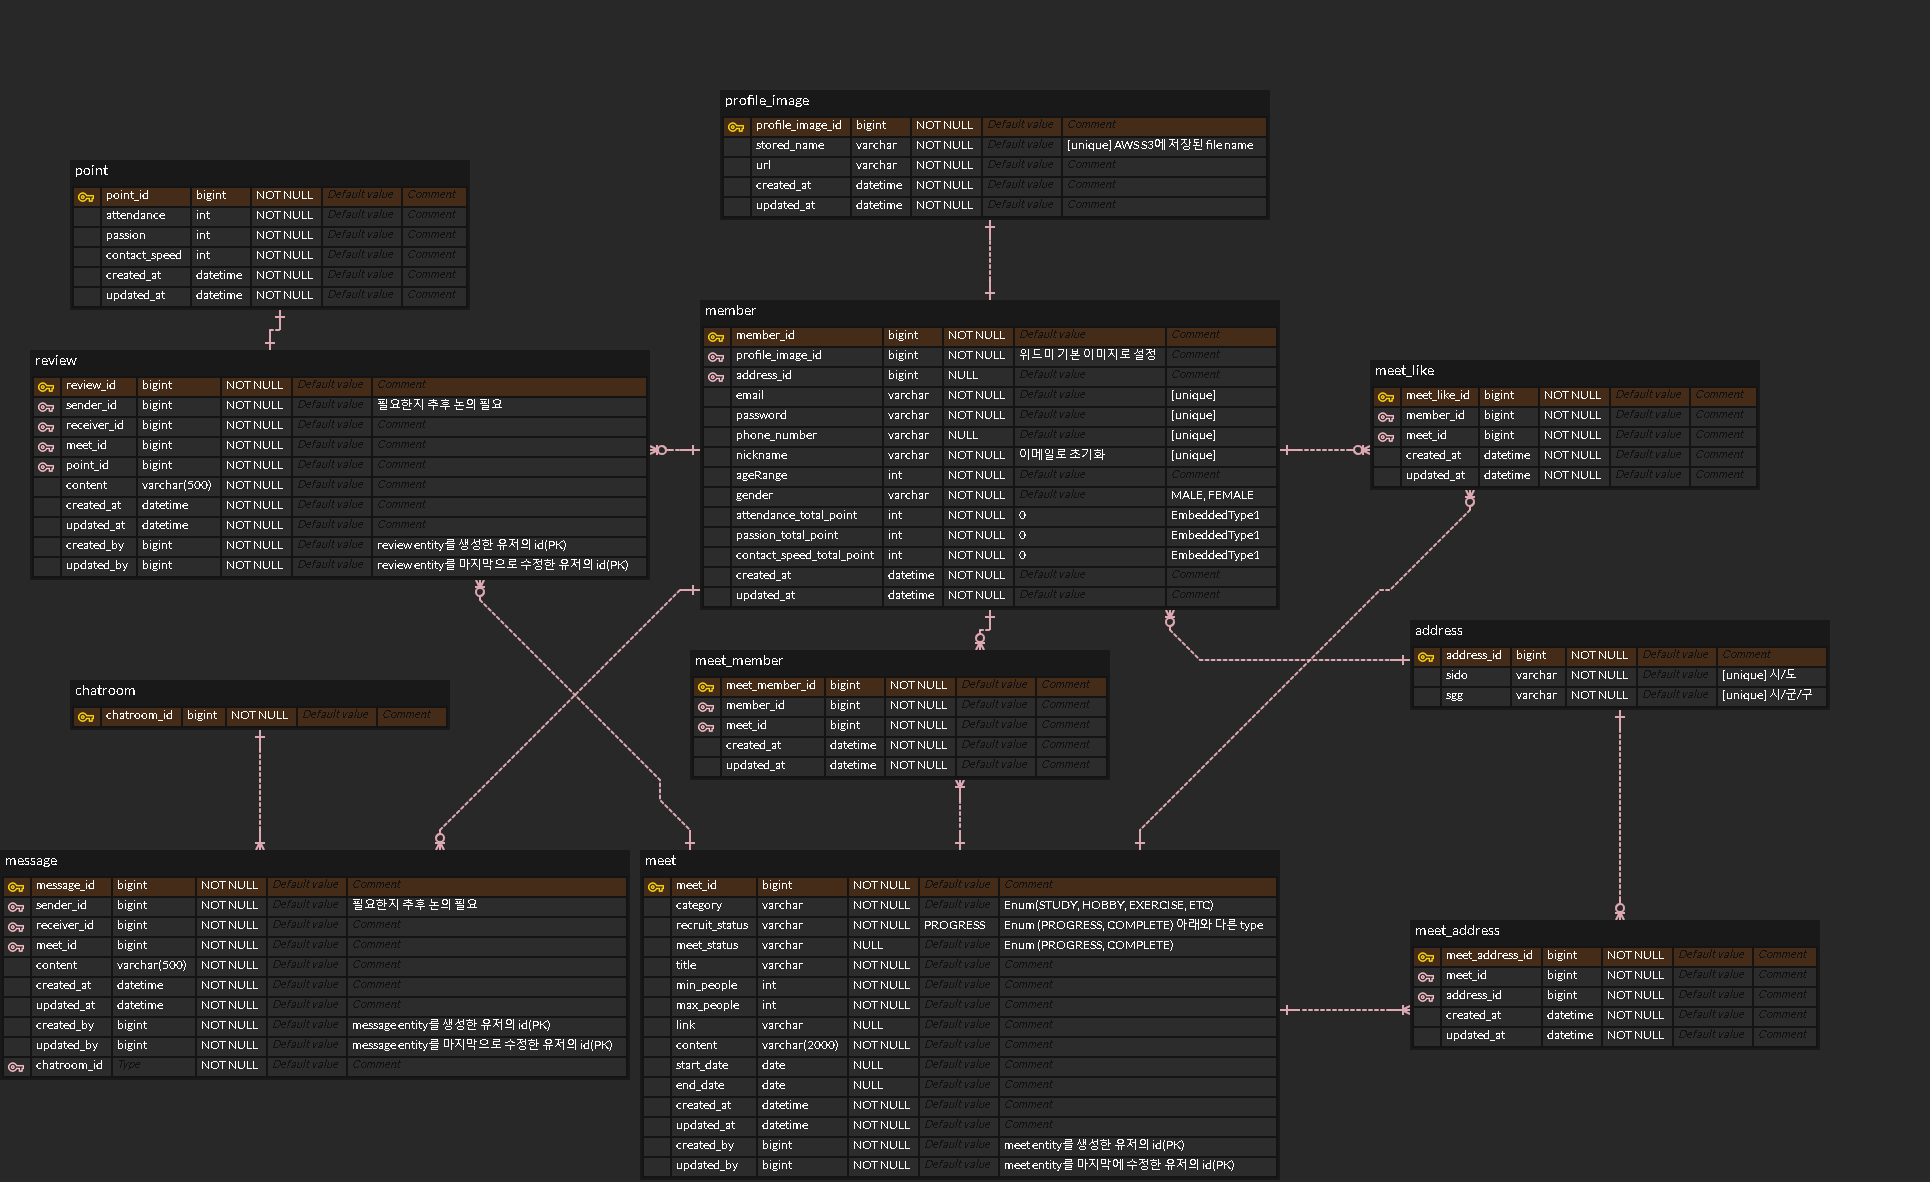 profile_image
profile_image_id bigint NOT NULL Default value Comment
stored_name varchar NOT NULL Default value [unique] AWS S3에 저장된 file name
url varchar NOT NULL Default value Comment
created_at datetime NOT NULL Default value Comment
updated_at datetime NOT NULL Default value Comment
point
point_id bigint NOT NULL Default value Comment
attendance int NOT NULL Default value Comment
passion int NOT NULL Default value Comment
contact_speed int NOT NULL Default value Comment
created_at datetime NOT NULL Default value Comment
updated_at datetime NOT NULL Default value Comment
member
member_id bigint NOT NULL Default value Comment
profile_image_id bigint NOT NULL 위드미 기본 이미지로 설정 Comment
address_id bigint NULL Default value Comment
email varchar NOT NULL Default value [unique]
password varchar NOT NULL Default value [unique]
phone_number varchar NULL Default value [unique]
nickname varchar NOT NULL 이메일로 초기화 [unique]
ageRange int NOT NULL Default value Comment
gender varchar NOT NULL Default value MALE, FEMALE
attendance_total_point int NOT NULL 0 EmbeddedType1
passion_total_point int NOT NULL 0 EmbeddedType1
contact_speed_total_point int NOT NULL 0 EmbeddedType1
created_at datetime NOT NULL Default value Comment
updated_at datetime NOT NULL Default value Comment
review
review_id bigint NOT NULL Default value Comment
sender_id bigint NOT NULL Default value 필요한지 추후 논의 필요
receiver_id bigint NOT NULL Default value Comment
meet_id bigint NOT NULL Default value Comment
point_id bigint NOT NULL Default value Comment
content varchar(500) NOT NULL Default value Comment
created_at datetime NOT NULL Default value Comment
updated_at datetime NOT NULL Default value Comment
created_by bigint NOT NULL Default value review entity를 생성한 유저의 id(PK)
updated_by bigint NOT NULL Default value review entity를 마지막으로 수정한 유저의 id(PK)
meet_like
meet_like_id bigint NOT NULL Default value Comment
member_id bigint NOT NULL Default value Comment
meet_id bigint NOT NULL Default value Comment
created_at datetime NOT NULL Default value Comment
updated_at datetime NOT NULL Default value Comment
address
address_id bigint NOT NULL Default value Comment
sido varchar NOT NULL Default value [unique] 시/도
sgg varchar NOT NULL Default value [unique] 시/군/구
meet_member
meet_member_id bigint NOT NULL Default value Comment
member_id bigint NOT NULL Default value Comment
meet_id bigint NOT NULL Default value Comment
created_at datetime NOT NULL Default value Comment
updated_at datetime NOT NULL Default value Comment
chatroom
chatroom_id bigint NOT NULL Default value Comment
message
message_id bigint NOT NULL Default value Comment
sender_id bigint NOT NULL Default value 필요한지 추후 논의 필요
receiver_id bigint NOT NULL Default value Comment
meet_id bigint NOT NULL Default value Comment
content varchar(500) NOT NULL Default value Comment
created_at datetime NOT NULL Default value Comment
updated_at datetime NOT NULL Default value Comment
created_by bigint NOT NULL Default value message entity를 생성한 유저의 id(PK)
updated_by bigint NOT NULL Default value message entity를 마지막으로 수정한 유저의 id(PK)
chatroom_id Type NOT NULL Default value Comment
meet
meet_id bigint NOT NULL Default value Comment
category varchar NOT NULL Default value Enum(STUDY, HOBBY, EXERCISE, ETC)
recruit_status varchar NOT NULL PROGRESS Enum (PROGRESS, COMPLETE) 아래와 다른 type
meet_status varchar NULL Default value Enum (PROGRESS, COMPLETE)
title varchar NOT NULL Default value Comment
min_people int NOT NULL Default value Comment
max_people int NOT NULL Default value Comment
link varchar NULL Default value Comment
content varchar(2000) NOT NULL Default value Comment
start_date date NULL Default value Comment
end_date date NULL Default value Comment
created_at datetime NOT NULL Default value Comment
updated_at datetime NOT NULL Default value Comment
created_by bigint NOT NULL Default value meet entity를 생성한 유저의 id(PK)
updated_by bigint NOT NULL Default value meet entity를 마지막에 수정한 유저의 id(PK)
meet_address
meet_address_id bigint NOT NULL Default value Comment
meet_id bigint NOT NULL Default value Comment
address_id bigint NOT NULL Default value Comment
created_at datetime NOT NULL Default value Comment
updated_at datetime NOT NULL Default value Comment